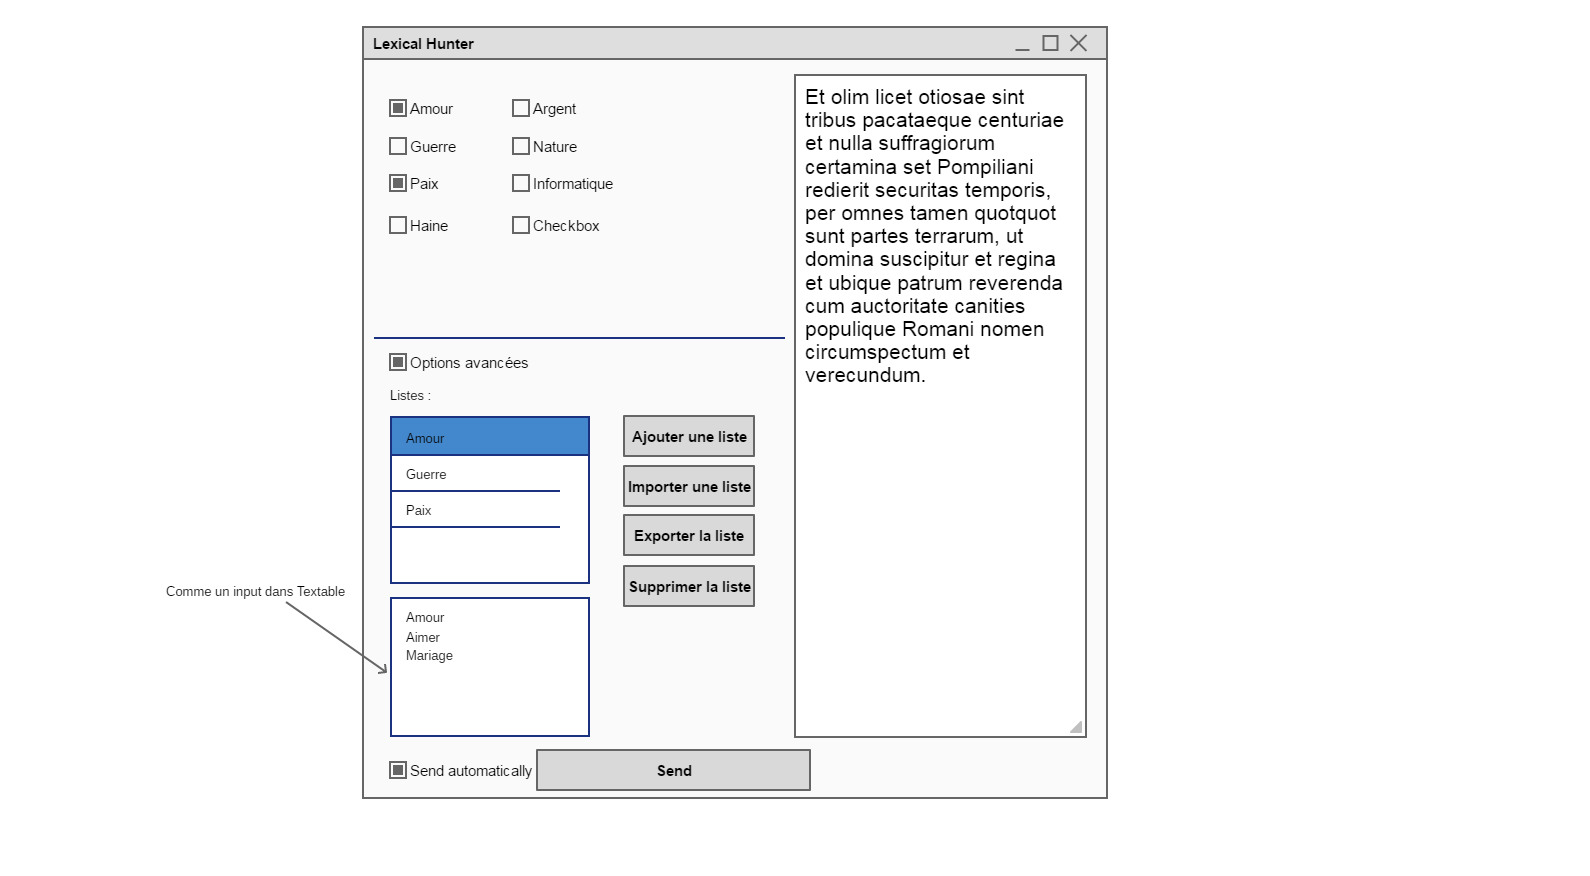 Lexical Hunter
Amour
Argent
Guerre
Nature
Paix
Informatique
Haine
Checkbox
Options avancées
Listes :
Amour
Guerre
Paix
Ajouter une liste
Importer une liste
Exporter la liste
Supprimer la liste
Comme un input dans Textable
Amour
Aimer
Mariage
Send automatically
Send
Et olim licet otiosae sint
tribus pacataeque centuriae
et nulla suffragiorum
certamina set Pompiliani
redierit securitas temporis,
per omnes tamen quotquot
sunt partes terrarum, ut
domina suscipitur et regina
et ubique patrum reverenda
cum auctoritate canities
populique Romani nomen
circumspectum et
verecundum.